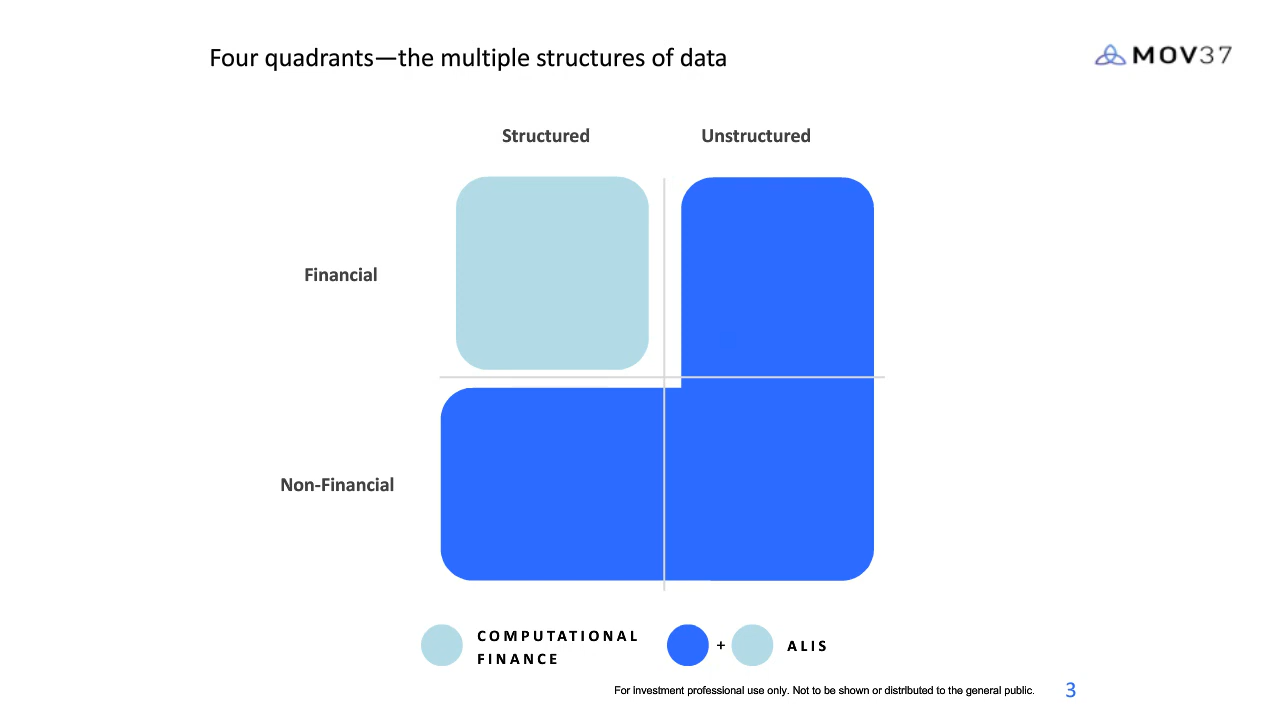 Four quadrants—the multiple structures of data
MOV37
Structured Unstructured
Financial
Non-Financial
COMPUTATIONAL
FINANCE
+ ALIS
For investment professional use only. Not to be shown or distributed to the general public.
3